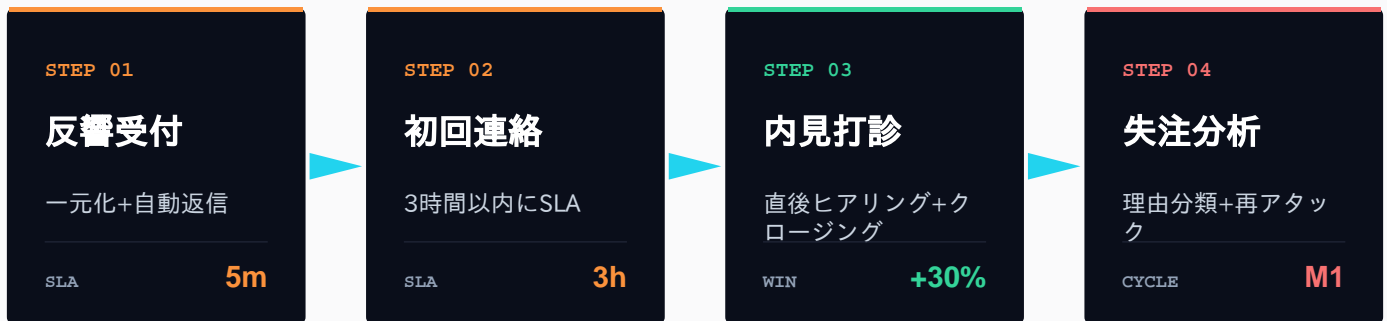 STEP 01
反響受付
一元化+自動返信
SLA 5m
STEP 02
初回連絡
3時間以内にSLA
SLA 3h
STEP 03
内見打診
直後ヒアリング+ク
ロージング
WIN +30%
STEP 04
失注分析
理由分類+再アタッ
ク
CYCLE M1